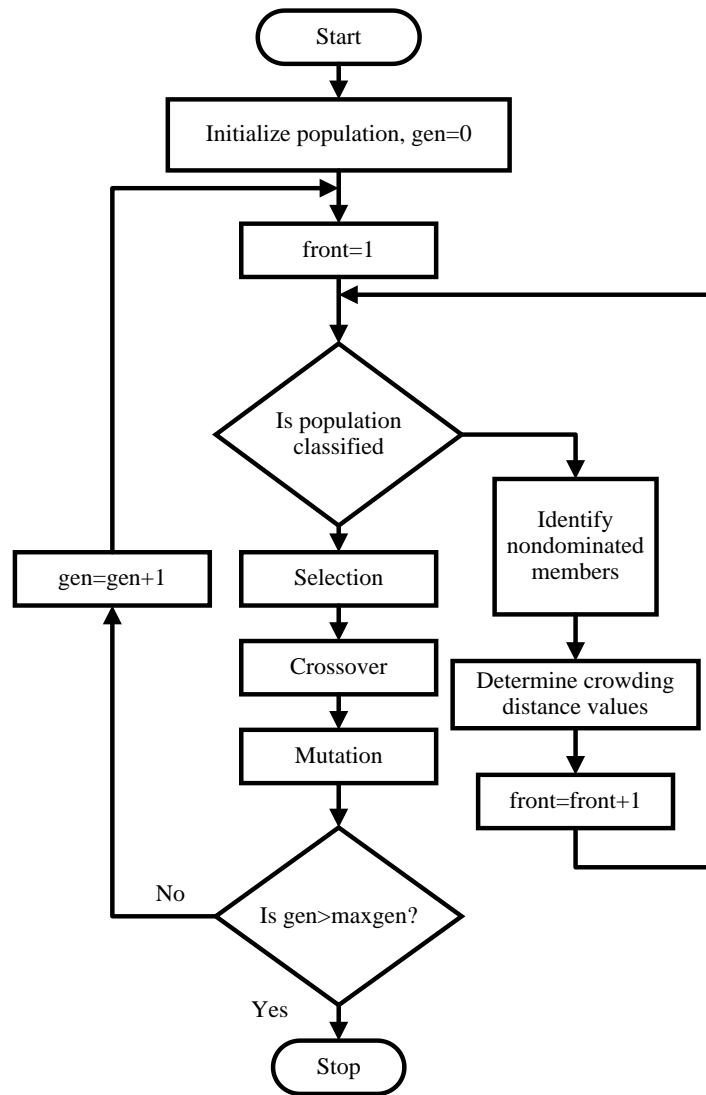 Start
Initialize population, gen=0
front=1
Is population
classified
Identify
nondominated
members
gen=gen+1
Selection
Crossover
Determine crowding
distance values
Mutation
front=front+1
No
Is gen>maxgen?
Yes
Stop